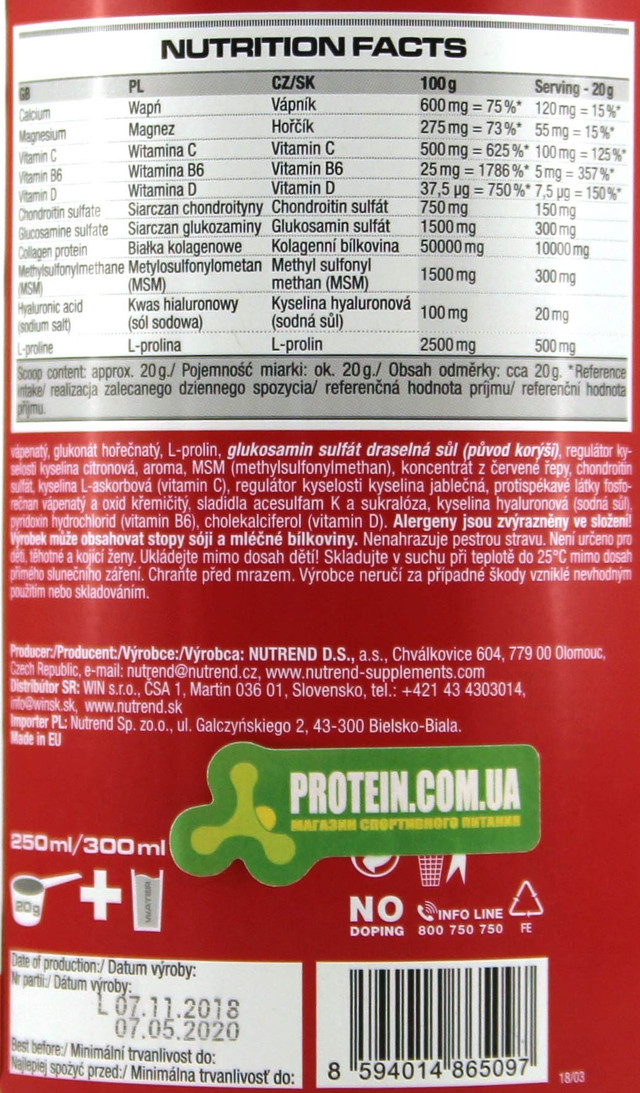 NUTRITION FACTS
GB PL CZ/SK 100 g Serving - 20 g
Calcium Wapń Vápník 600 mg = 75%* 120 mg = 15%*
Magnesium Magnez Hořčík 275 mg = 73%* 55 mg = 15%*
Vitamin C Witamina C Vitamin C 500 mg = 625%* 100 mg = 125%*
Vitamin B6 Witamina B6 Vitamin B6 25 mg = 1786%* 5 mg = 357%*
Vitamin D Witamina D Vitamin D 37,5 µg = 750%* 7,5 µg = 150%*
Chondroitin sulfate Siarczan chondroityny Chondroitin sulfát 750 mg 150 mg
Glucosamine sulfate Siarczan glukozaminy Glukosamin sulfát 1500 mg 300 mg
Collagen protein Białka kolagenowe Kolagenní bílkovina 50000 mg 10000 mg
Methylsulfonylmethane Metylosulfonylometan Methyl sulfonyl
(MSM) (MSM) methan (MSM) 1500 mg 300 mg
Hyaluronic acid Kwas hialuronowy Kyselina hyaluronová
(sodium salt) (sól sodowa) (sodná sůl) 100 mg 20 mg
L-proline L-prolina L-prolin 2500 mg 500 mg
Scoop content: approx. 20 g./ Pojemność miarki: ok. 20 g./ Obsah odměrky: cca 20 g. *Reference
intake/ realizacja zalecanego dziennego spozycia/ referenčná hodnota príjmu/ referenční hodnota
příjmu.
vápenatý, glukonát hořečnatý, L-prolin, glukosamin sulfát draselná sůl (původ korýši), regulátor ky-
selosti kyselina citronová, aroma, MSM (methylsulfonylmethan), koncentrát z červené řepy, chondroitin
sulfát, kyselina L-askorbová (vitamin C), regulátor kyselosti kyselina jablečná, protispékavé látky fosfo-
rečnan vápenatý a oxid křemičitý, sladidla acesulfam K a sukralóza, kyselina hyaluronová (sodná sůl),
pyridoxin hydrochlorid (vitamin B6), cholekalciferol (vitamin D). Alergeny jsou zvýrazněny ve složení!
Výrobek může obsahovat stopy sóji a mléčné bílkoviny. Nenahrazuje pestrou stravu. Není určeno pro
děti, těhotné a kojící ženy. Ukládejte mimo dosah dětí! Skladujte v suchu při teplotě do 25°C mimo dosah
přímého slunečního záření. Chraňte před mrazem. Výrobce neručí za případné škody vzniklé nevhodným
použitím nebo skladováním.
Producer:/Producent:/Výrobce:/Výrobca: NUTREND D.S., a.s., Chválkovice 604, 779 00 Olomouc,
Czech Republic, e-mail: nutrend@nutrend.cz, www.nutrend-supplements.com
Distribútor SR: WIN s.r.o., ČSA 1, Martin 036 01, Slovensko, tel.: +421 43 4303014,
info@winsk.sk, www.nutrend.sk
Importer PL: Nutrend Sp. zo.o., ul. Galczyńskiego 2, 43-300 Bielsko-Biala.
Made in EU
PROTEIN.COM.UA
МАГАЗИН СПОРТИВНОГО ПИТАНИЯ
250ml/300ml
20g WATER
NO
DOPING
INFO LINE
800 750 750
FE
Date of production:/ Datum výroby:
Nr partii:/ Dátum výroby:
L 07.11.2018
07.05.2020
Best before:/ Minimální trvanlivost do:
Najlepiej spożyć przed:/ Minimálna trvanlivosť do:
8 594014 865097
18/03